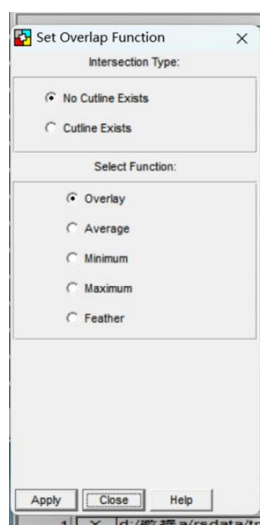 Set Overlap Function
Intersection Type:
No Cutline Exists
Cutline Exists
Select Function:
Overlay
Average
Minimum
Maximum
Feather
Apply Close Help